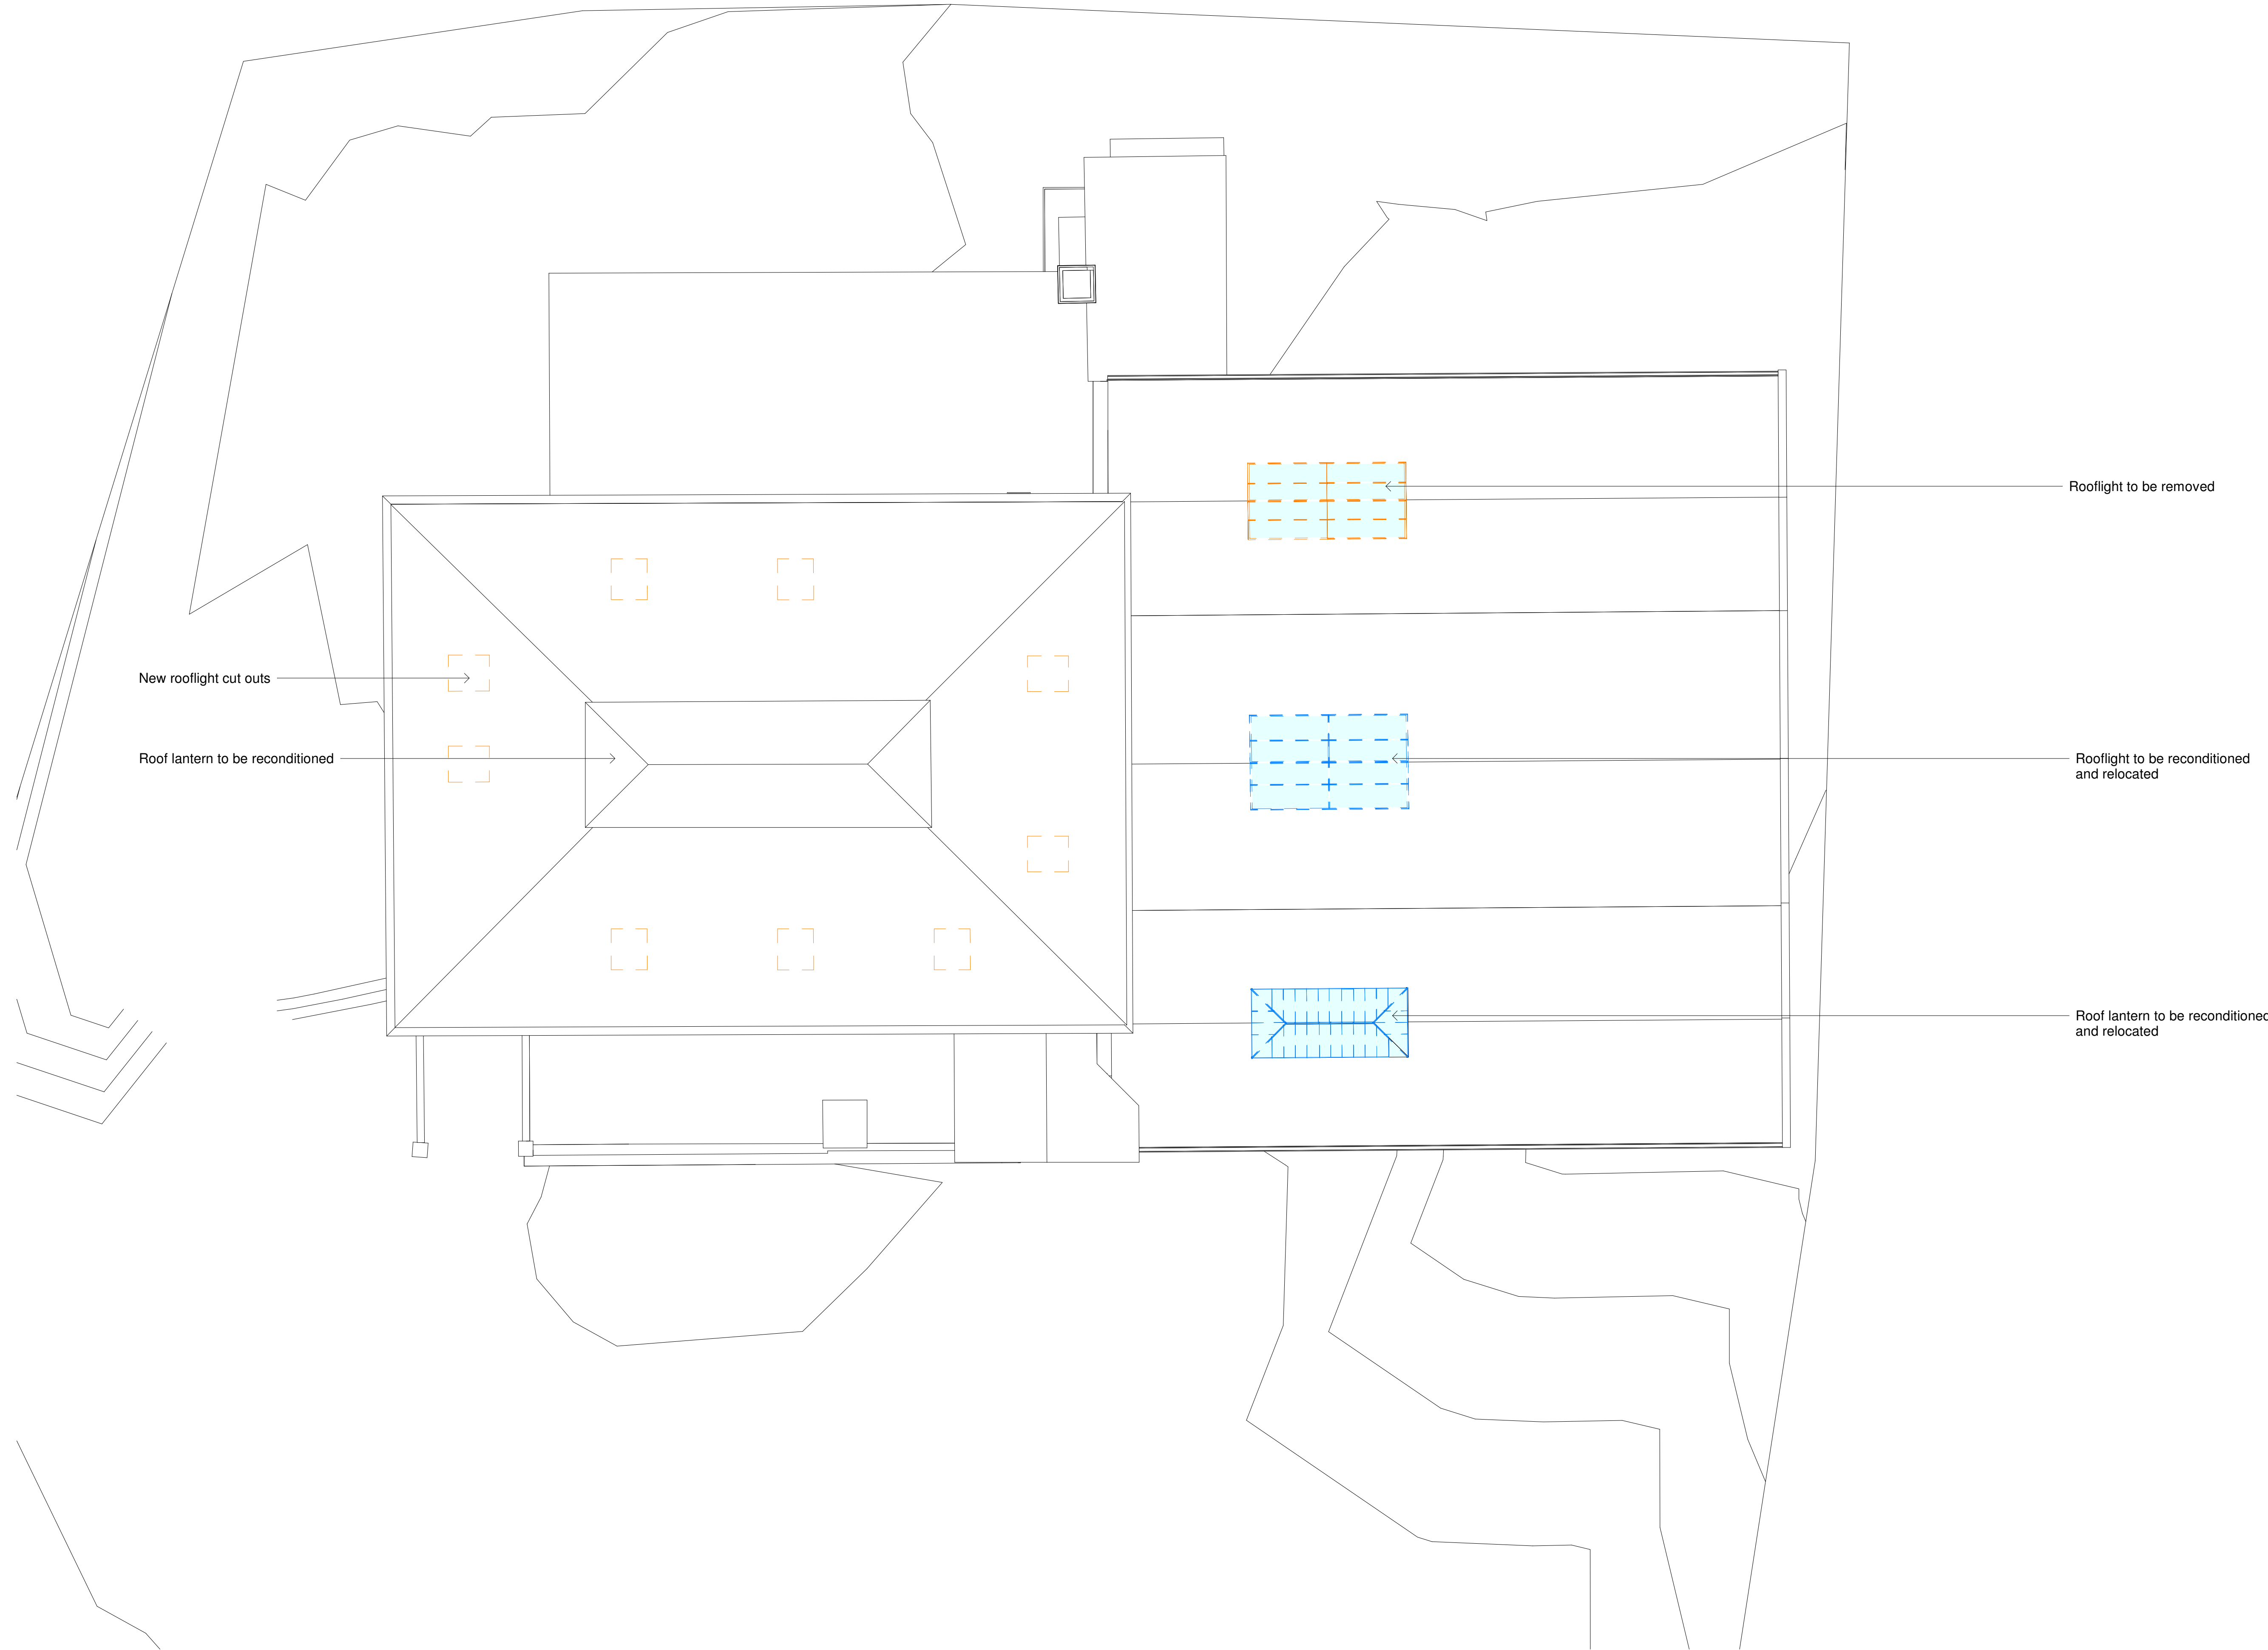 Rooflight to be removed
New rooflight cut outs
Roof lantern to be reconditioned
Rooflight to be reconditioned
and relocated
Roof lantern to be reconditioned
and relocated